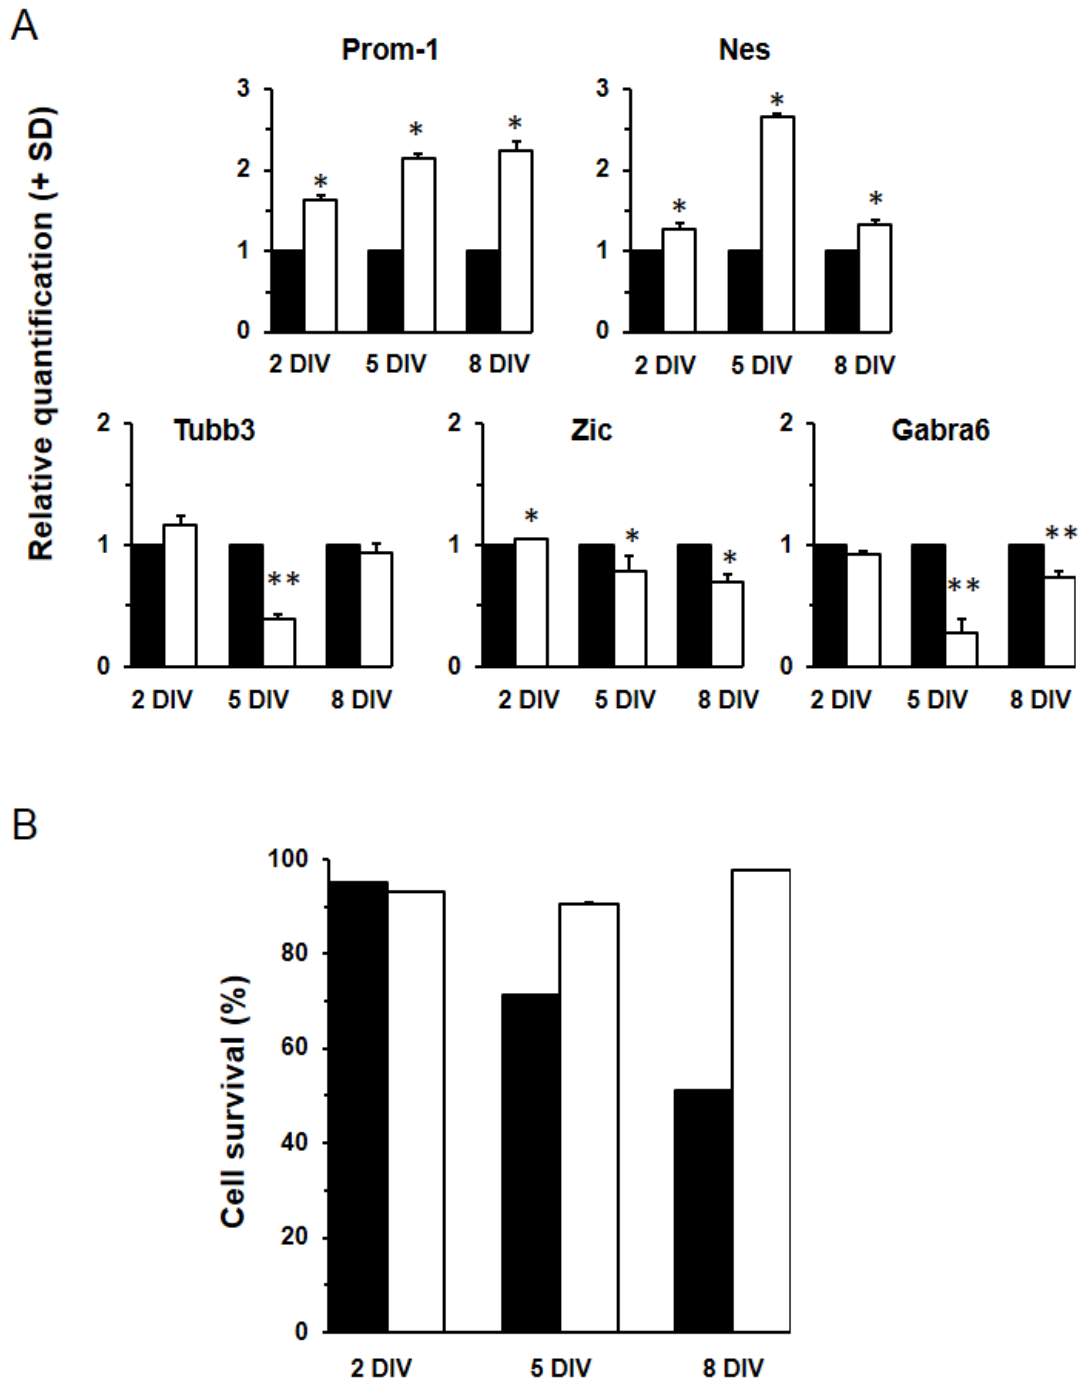 A
Relative quantification (+ SD)
Prom-1
3
2
1
0
*
*
*
2 DIV 5 DIV 8 DIV
Nes
3
2
1
0
*
*
*
2 DIV 5 DIV 8 DIV
Tubb3
2
1
0
**
2 DIV 5 DIV 8 DIV
Zic
2
1
0
*
*
*
2 DIV 5 DIV 8 DIV
Gabra6
2
1
0
**
**
2 DIV 5 DIV 8 DIV
B
Cell survival (%)
100
80
60
40
20
0
2 DIV 5 DIV 8 DIV